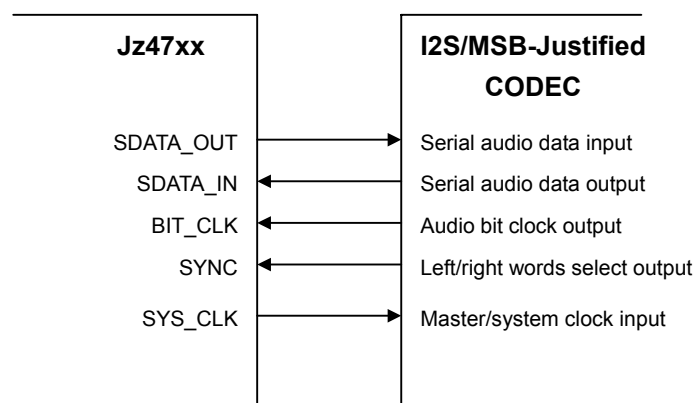 Jz47xx
I2S/MSB-Justified
CODEC
SDATA_OUT
Serial audio data input
SDATA_IN
Serial audio data output
BIT_CLK
Audio bit clock output
SYNC
Left/right words select output
SYS_CLK
Master/system clock input